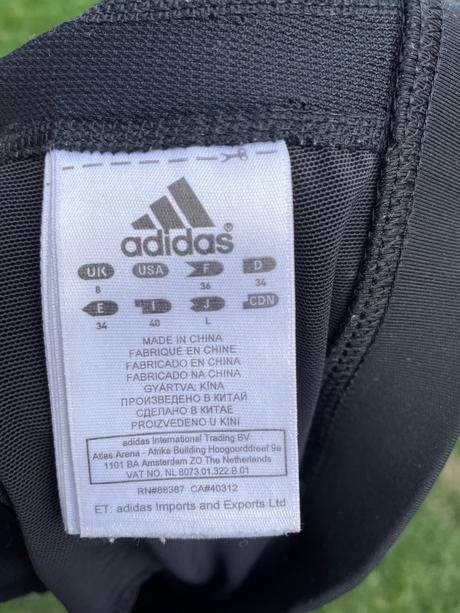 adidas®
UK USA F D
8 36 34
E I J CDN
34 40 L
MADE IN CHINA
FABRIQUÉ EN CHINE
FABRICADO EN CHINA
FABRICADO NA CHINA
GYÁRTVA: KÍNA
ПРОИЗВЕДЕНО В КИТАЙ
СДЕЛАНО В КИТАЕ
PROIZVEDENO U KINI
adidas International Trading BV
Atlas Arena - Afrika Building Hoogoorddreef 9a
1101 BA Amsterdam ZO The Netherlands
VAT NO. NL 8073.01.322.B.01
RN#88387 CA#40312
ET: adidas Imports and Exports Ltd